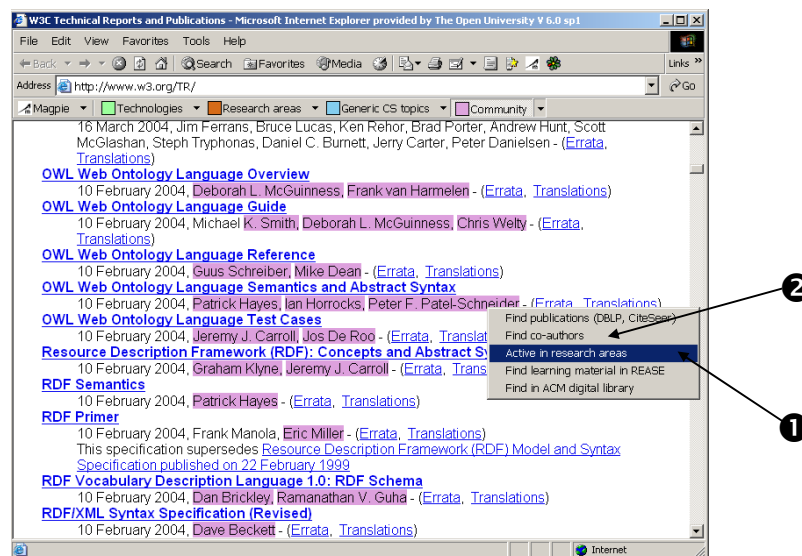 W3C Technical Reports and Publications - Microsoft Internet Explorer provided by The Open University V 6.0 sp1
File Edit View Favorites Tools Help
Back Search Favorites Media Links »
Address http://www.w3.org/TR/ Go
Magpie Technologies Research areas Generic CS topics Community
16 March 2004, Jim Ferrans, Bruce Lucas, Ken Rehor, Brad Porter, Andrew Hunt, Scott
McGlashan, Steph Tryphonas, Daniel C. Burnett, Jerry Carter, Peter Danielsen - (Errata,
Translations)
OWL Web Ontology Language Overview
10 February 2004, Deborah L. McGuinness, Frank van Harmelen - (Errata, Translations)
OWL Web Ontology Language Guide
10 February 2004, Michael K. Smith, Deborah L. McGuinness, Chris Welty - (Errata,
Translations)
OWL Web Ontology Language Reference
10 February 2004, Guus Schreiber, Mike Dean - (Errata, Translations)
OWL Web Ontology Language Semantics and Abstract Syntax
10 February 2004, Patrick Hayes, Ian Horrocks, Peter F. Patel-Schneider - (Errata, Translations)
OWL Web Ontology Language Test Cases
10 February 2004, Jeremy J. Carroll, Jos De Roo - (Errata, Translat
Resource Description Framework (RDF): Concepts and Abstract Sy
10 February 2004, Graham Klyne, Jeremy J. Carroll - (Errata, Trans
RDF Semantics
10 February 2004, Patrick Hayes - (Errata, Translations)
RDF Primer
10 February 2004, Frank Manola, Eric Miller - (Errata, Translations)
This specification supersedes Resource Description Framework (RDF) Model and Syntax
Specification published on 22 February 1999
RDF Vocabulary Description Language 1.0: RDF Schema
10 February 2004, Dan Brickley, Ramanathan V. Guha - (Errata, Translations)
RDF/XML Syntax Specification (Revised)
10 February 2004, Dave Beckett - (Errata, Translations)
Find publications (DBLP, CiteSeer)
Find co-authors
Active in research areas
Find learning material in REASE
Find in ACM digital library
2
1
Internet